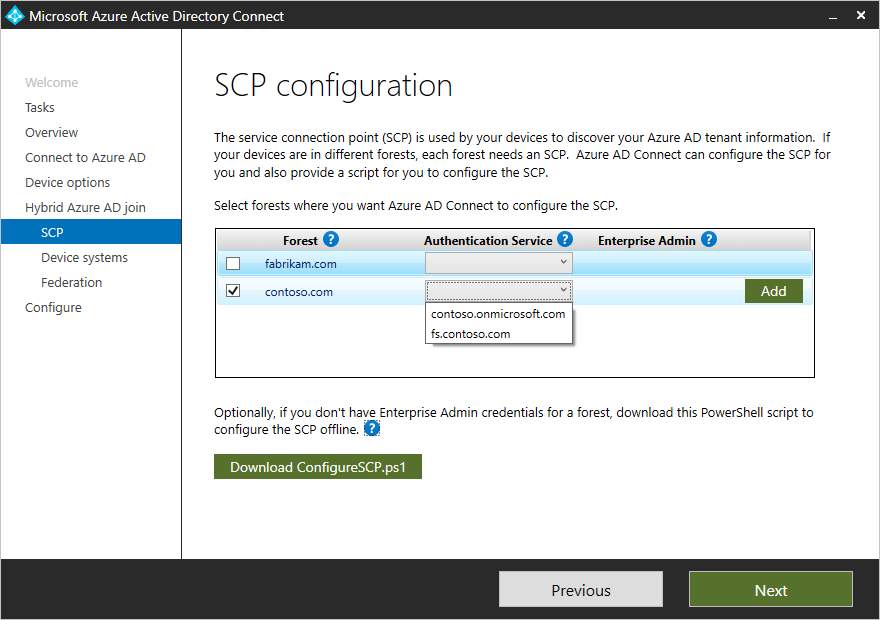 Microsoft Azure Active Directory Connect
Welcome
Tasks
Overview
Connect to Azure AD
Device options
Hybrid Azure AD join
SCP
Device systems
Federation
Configure
SCP configuration
The service connection point (SCP) is used by your devices to discover your Azure AD tenant information.  If
your devices are in different forests, each forest needs an SCP.  Azure AD Connect can configure the SCP for
you and also provide a script for you to configure the SCP.
Select forests where you want Azure AD Connect to configure the SCP.
Forest ? Authentication Service ? Enterprise Admin ?
fabrikam.com
contoso.com Add
contoso.onmicrosoft.com
fs.contoso.com
Optionally, if you don't have Enterprise Admin credentials for a forest, download this PowerShell script to
configure the SCP offline. ?
Download ConfigureSCP.ps1
Previous Next